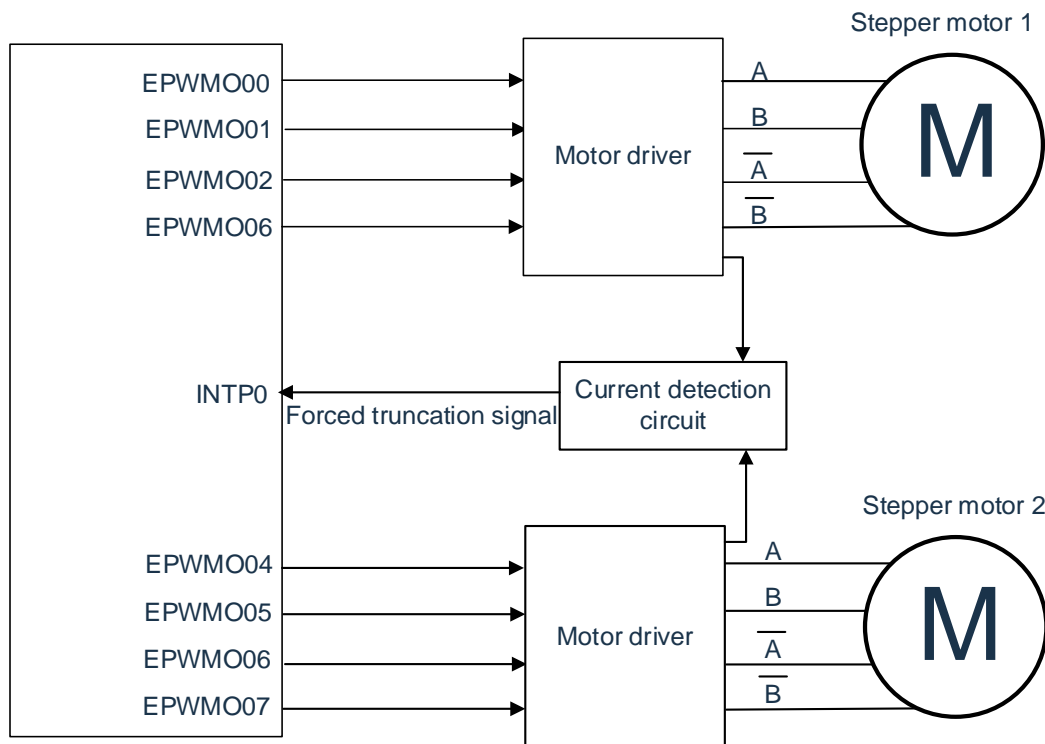 Stepper motor 1
EPWMO00
EPWMO01
EPWMO02
EPWMO06
Motor driver
A
B
A̅
B̅
M
INTP0
Forced truncation signal
Current detection
circuit
Stepper motor 2
EPWMO04
EPWMO05
EPWMO06
EPWMO07
Motor driver
A
B
A̅
B̅
M